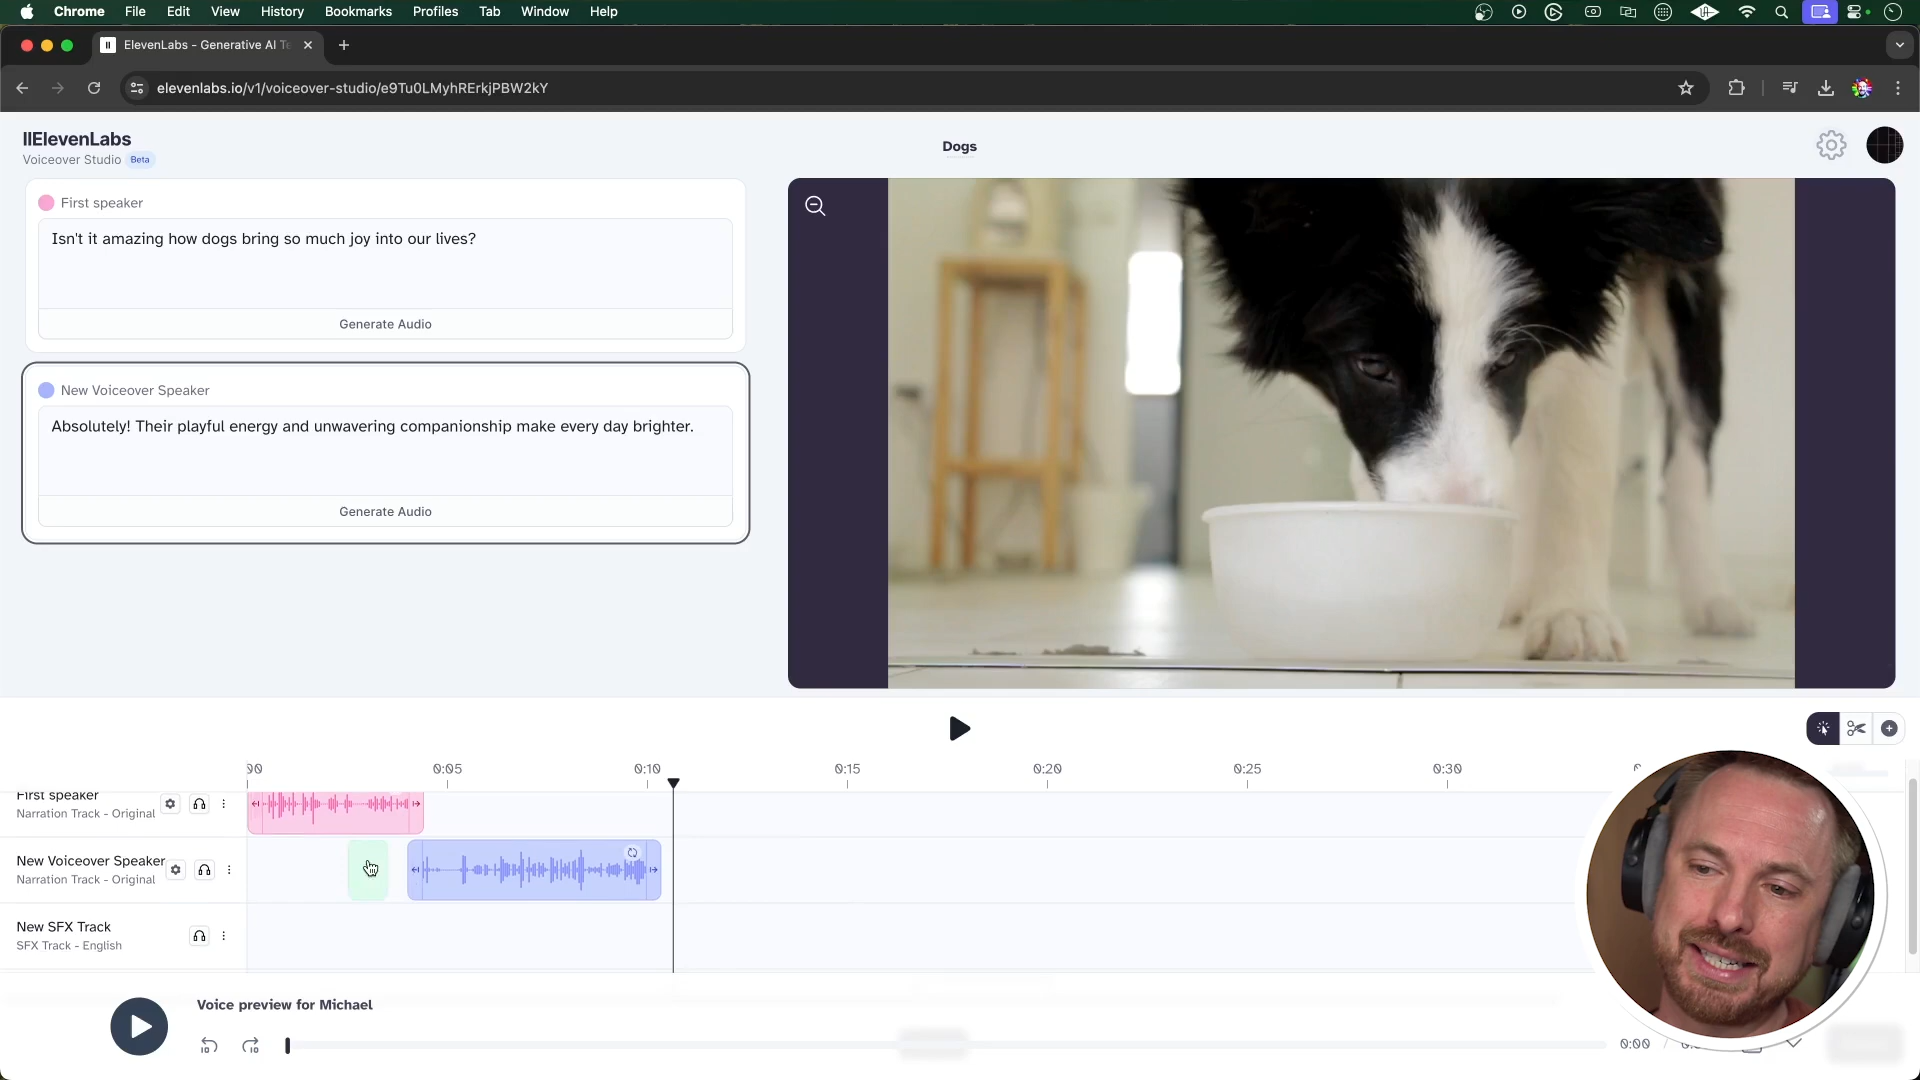 Chrome File Edit View History Bookmarks Profiles Tab Window Help
ElevenLabs - Generative AI Te
elevenlabs.io/v1/voiceover-studio/e9Tu0LMyhRErkjPBW2kY
IIElevenLabs
Voiceover Studio Beta
Dogs
First speaker
Isn't it amazing how dogs bring so much joy into our lives?
Generate Audio
New Voiceover Speaker
Absolutely! Their playful energy and unwavering companionship make every day brighter.
Generate Audio
00 0:05 0:10 0:15 0:20 0:25 0:30
First speaker
Narration Track - Original
New Voiceover Speaker
Narration Track - Original
New SFX Track
SFX Track - English
Voice preview for Michael
10 10
0:00 /